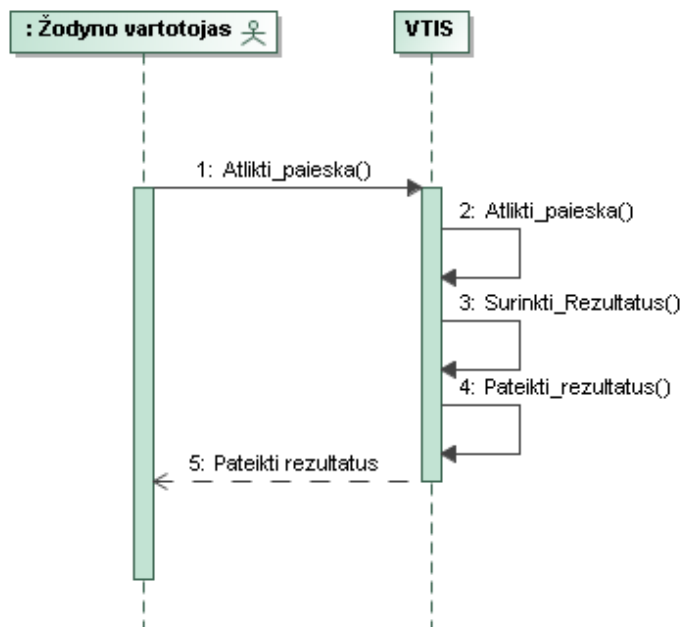 : Žodyno vartotojas
VTIS
1: Atlikti_paieska()
2: Atlikti_paieska()
3: Surinkti_Rezultatus()
4: Pateikti_rezultatus()
5: Pateikti rezultatus